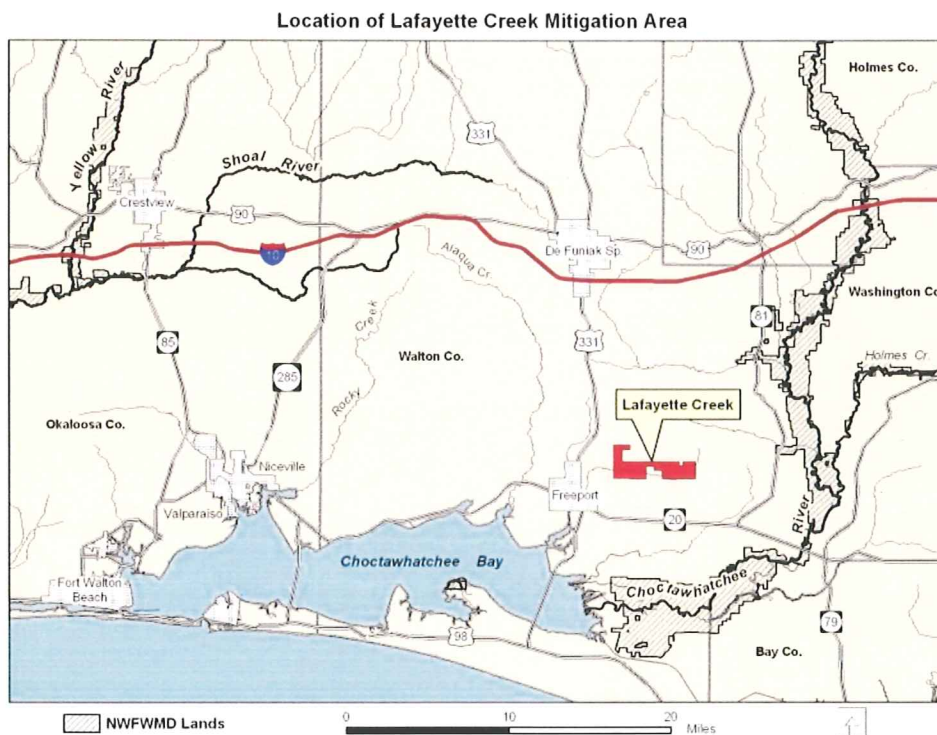 Location of Lafayette Creek Mitigation Area
Holmes Co.
Yellow River
331
Shoal River
Crestview
90
10
De Funiak Sp.
90
Alaqua Cr.
Washington Co
81
85
331
Holmes Cr.
285
Rocky Creek
Walton Co.
Lafayette Creek
Okaloosa Co.
Niceville
Valparaiso
Freeport
20
Choctawhatchee River
Choctawhatchee Bay
Fort Walton
Beach
98
79
Bay Co.
NWFWMD Lands
0 10 20
Miles